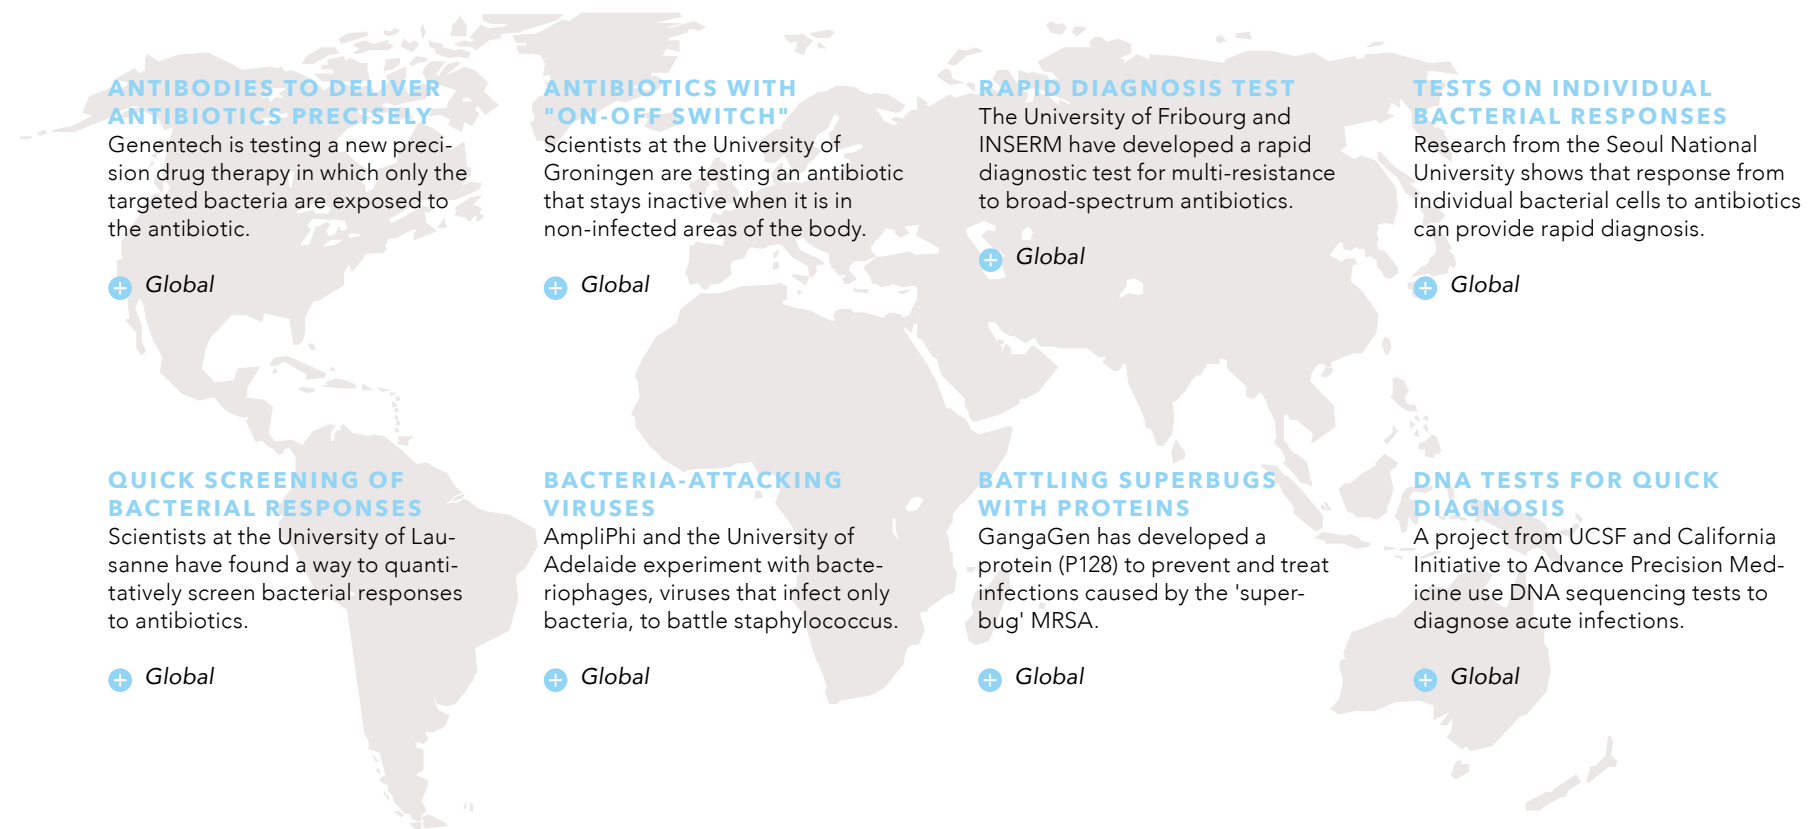 ANTIBODIES TO DELIVER
ANTIBIOTICS PRECISELY
Genentech is testing a new preci-
sion drug therapy in which only the
targeted bacteria are exposed to
the antibiotic.
Global
ANTIBIOTICS WITH
"ON-OFF SWITCH"
Scientists at the University of
Groningen are testing an antibiotic
that stays inactive when it is in
non-infected areas of the body.
Global
RAPID DIAGNOSIS TEST
The University of Fribourg and
INSERM have developed a rapid
diagnostic test for multi-resistance
to broad-spectrum antibiotics.
Global
TESTS ON INDIVIDUAL
BACTERIAL RESPONSES
Research from the Seoul National
University shows that response from
individual bacterial cells to antibiotics
can provide rapid diagnosis.
Global
QUICK SCREENING OF
BACTERIAL RESPONSES
Scientists at the University of Lau-
sanne have found a way to quanti-
tatively screen bacterial responses
to antibiotics.
Global
BACTERIA-ATTACKING
VIRUSES
AmpliPhi and the University of
Adelaide experiment with bacte-
riophages, viruses that infect only
bacteria, to battle staphylococcus.
Global
BATTLING SUPERBUGS
WITH PROTEINS
GangaGen has developed a
protein (P128) to prevent and treat
infections caused by the 'super-
bug' MRSA.
Global
DNA TESTS FOR QUICK
DIAGNOSIS
A project from UCSF and California
Initiative to Advance Precision Med-
icine use DNA sequencing tests to
diagnose acute infections.
Global